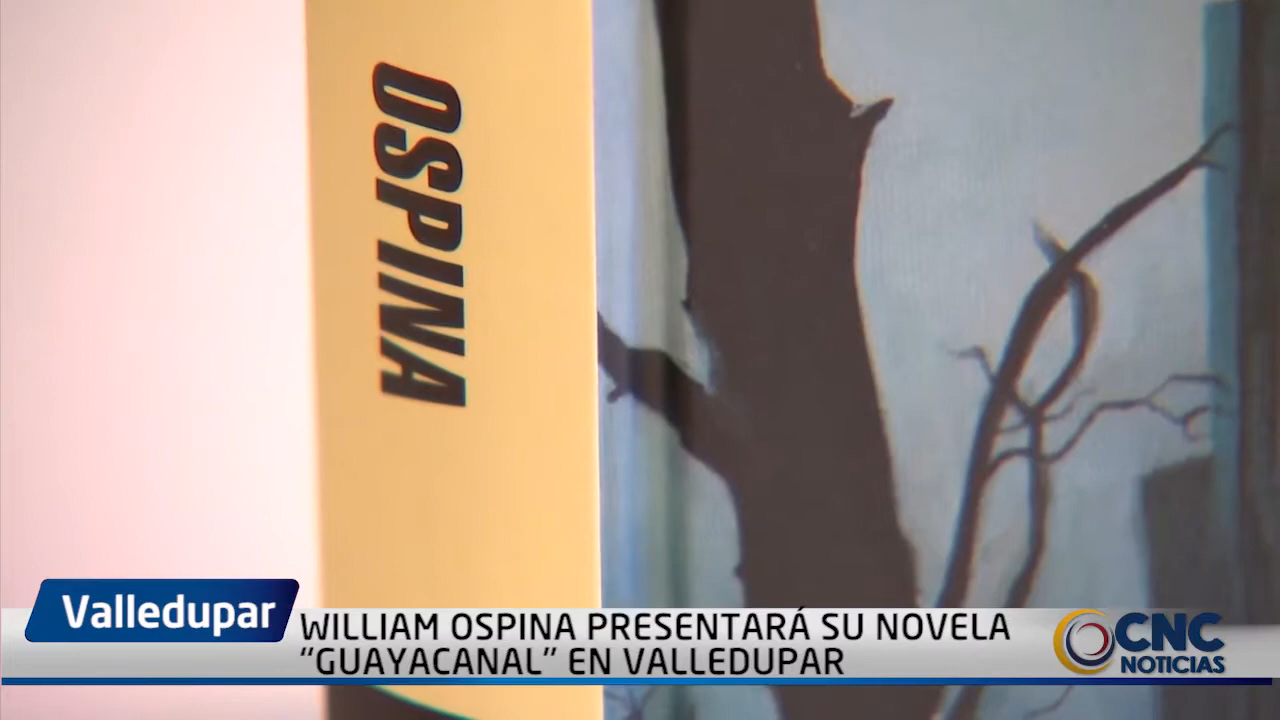 OSPINA
Valledupar
WILLIAM OSPINA PRESENTARÁ SU NOVELA
“GUAYACANAL” EN VALLEDUPAR
CNC
NOTICIAS